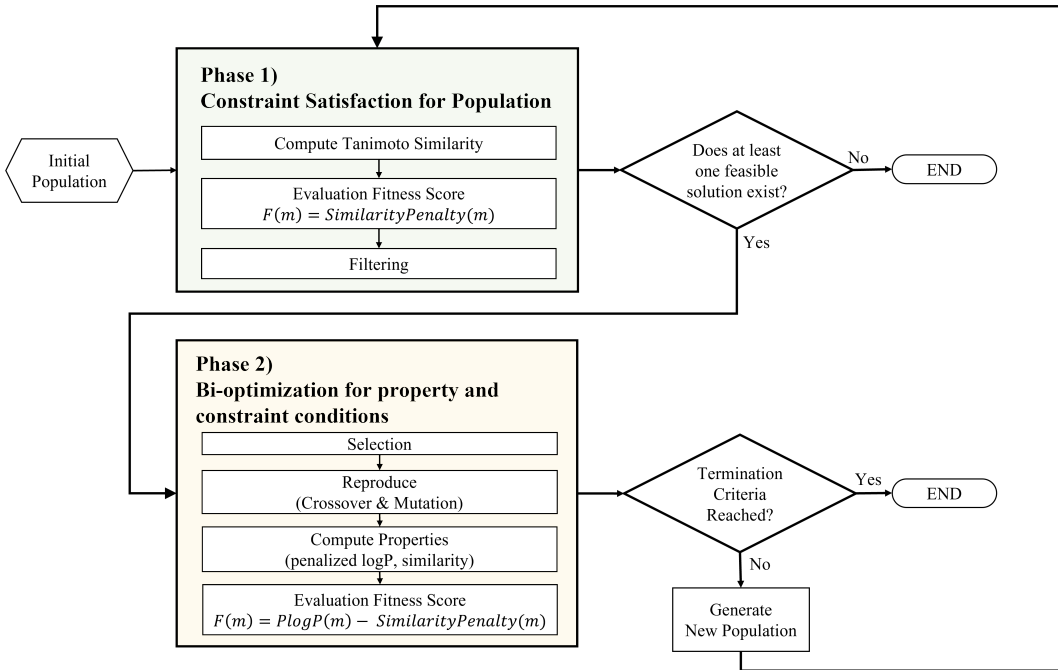 Phase 1)
Constraint Satisfaction for Population
Initial
Population
Compute Tanimoto Similarity
Evaluation Fitness Score
F(m) = SimilarityPenalty(m)
Filtering
Does at least
one feasible
solution exist?
No
END
Yes
Phase 2)
Bi-optimization for property and
constraint conditions
Selection
Reproduce
(Crossover & Mutation)
Compute Properties
(penalized logP, similarity)
Evaluation Fitness Score
F(m) = PlogP(m) − SimilarityPenalty(m)
Termination
Criteria
Reached?
Yes
END
No
Generate
New Population